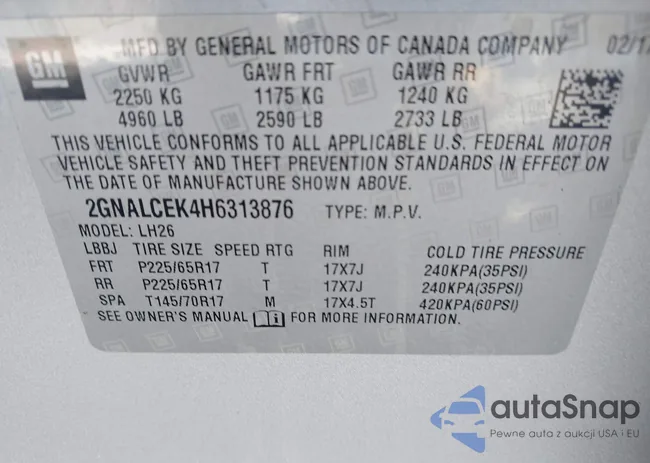 GM MFD BY GENERAL MOTORS OF CANADA COMPANY 02/17
GVWR GAWR FRT GAWR RR
2250 KG 1175 KG 1240 KG
4960 LB 2590 LB 2733 LB
THIS VEHICLE CONFORMS TO ALL APPLICABLE U.S. FEDERAL MOTOR
VEHICLE SAFETY AND THEFT PREVENTION STANDARDS IN EFFECT ON
THE DATE OF MANUFACTURE SHOWN ABOVE.
2GNALCEK4H6313876 TYPE: M.P.V.
MODEL: LH26
LBBJ TIRE SIZE SPEED RTG RIM COLD TIRE PRESSURE
FRT P225/65R17 T 17X7J 240KPA(35PSI)
RR P225/65R17 T 17X7J 240KPA(35PSI)
SPA T145/70R17 M 17X4.5T 420KPA(60PSI)
SEE OWNER'S MANUAL FOR MORE INFORMATION.
autaSnap
Pewne auta z aukcji USA i EU